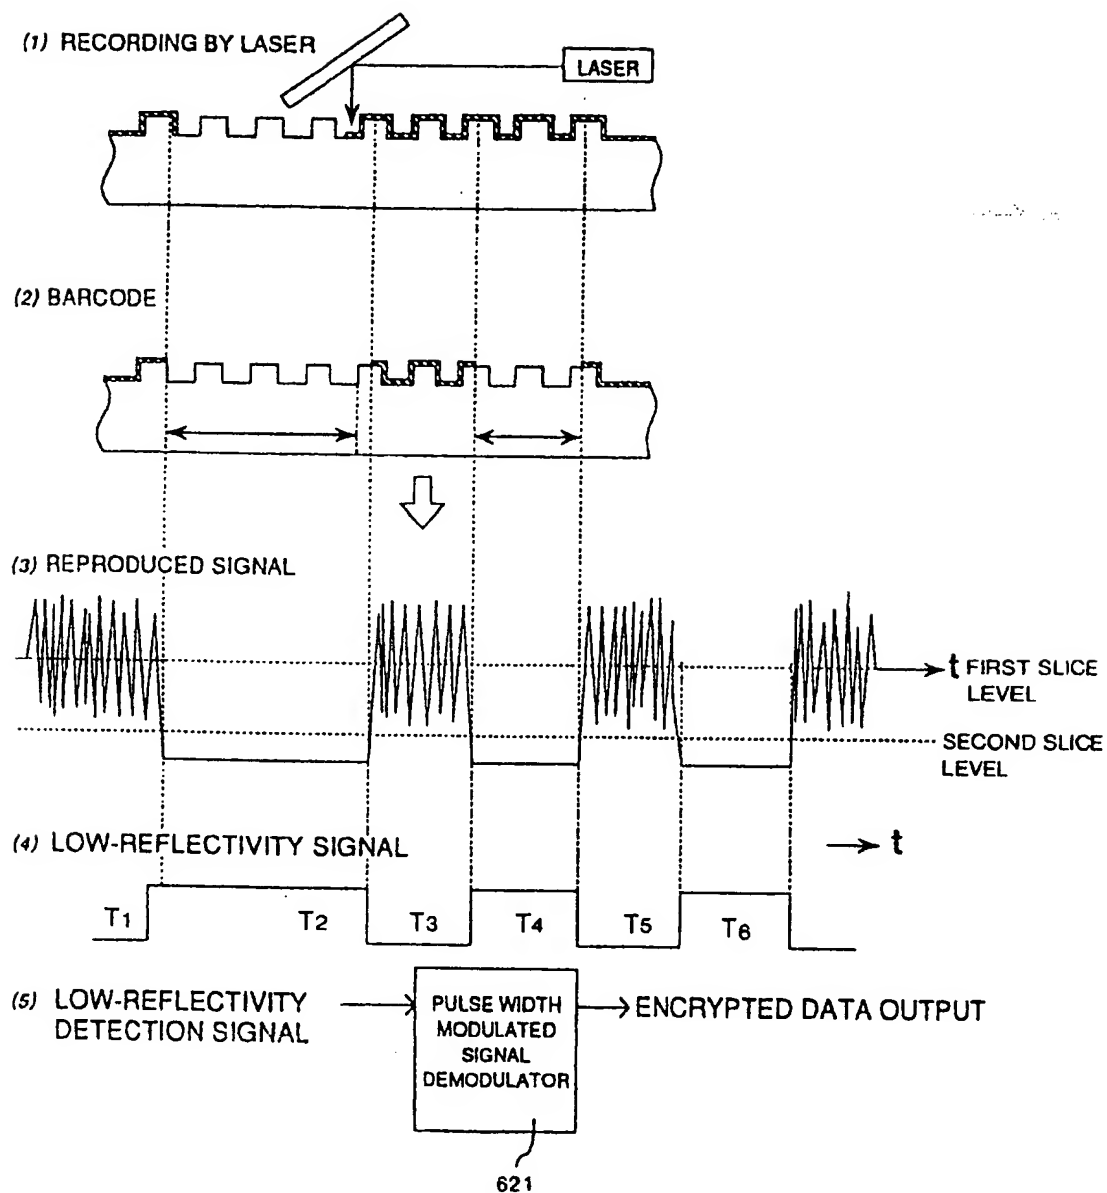 (1) RECORDING BY LASER
LASER
(2) BARCODE
(3) REPRODUCED SIGNAL
t FIRST SLICE
LEVEL
SECOND SLICE
LEVEL
(4) LOW-REFLECTIVITY SIGNAL
t
T1 T2 T3 T4 T5 T6
(5) LOW-REFLECTIVITY
DETECTION SIGNAL
PULSE WIDTH
MODULATED
SIGNAL
DEMODULATOR
ENCRYPTED DATA OUTPUT
621